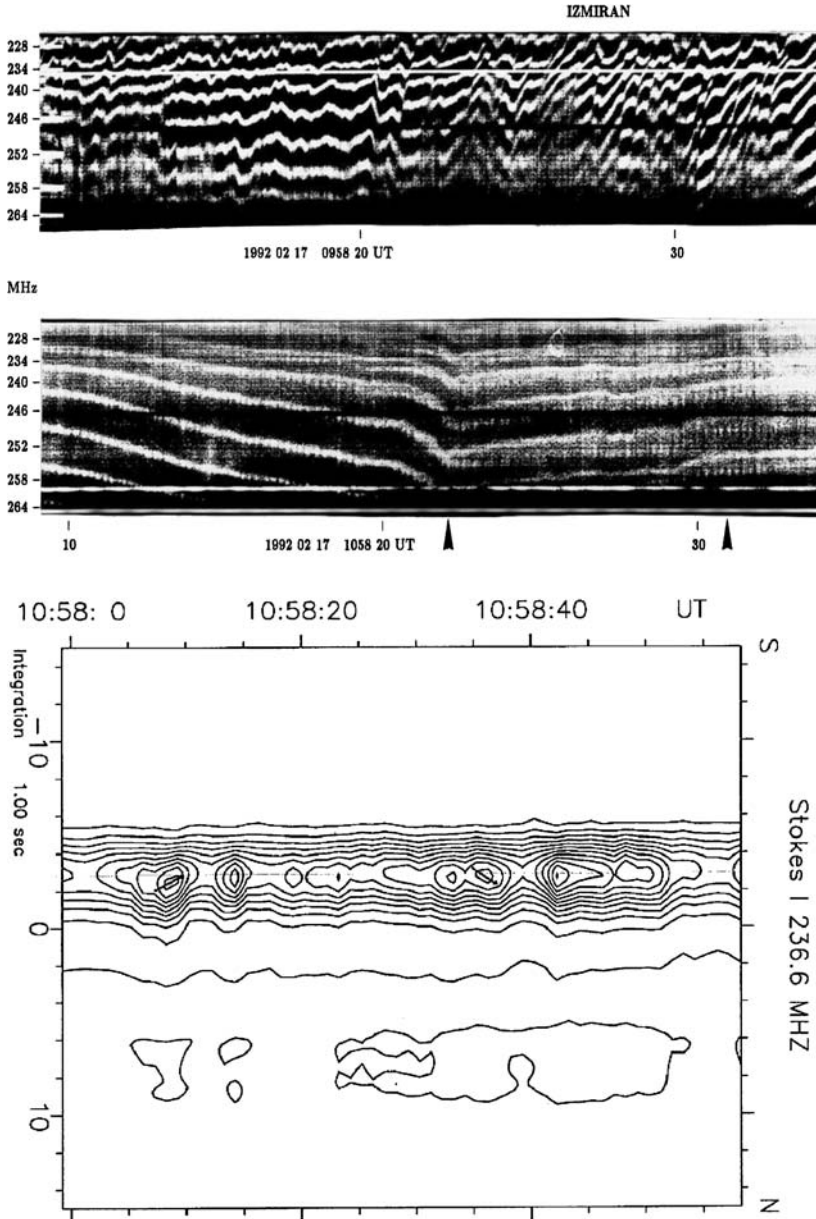 IZMIRAN
228
234
240
246
252
258
264
1992 02 17 0958 20 UT 30
MHz
228
234
240
246
252
258
264
10 1992 02 17 1058 20 UT 30
10:58: 0 10:58:20 10:58:40 UT
S
Integration 1.00 sec
-10
0
10
Stokes I 236.6 MHZ
N